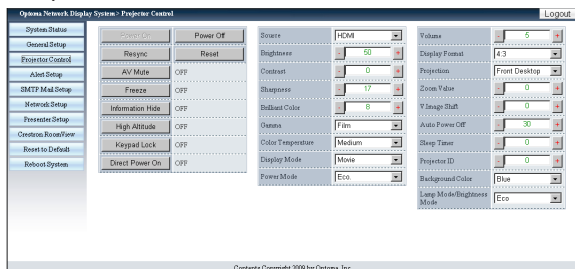 Optoma Network Display System > Projector Control
Logout
System Status
General Setup
Projector Control
Alert Setup
SMTP Mail Setup
Network Setup
Presenter Setup
Crestron RoomView
Reset to Default
Reboot System
Power On Power Off
Resync Reset
AV Mute OFF
Freeze OFF
Information Hide OFF
High Altitude OFF
Keypad Lock OFF
Direct Power On OFF
Source HDMI
Brightness - 50 +
Contrast - 0 +
Sharpness - 17 +
Brilliant Color - 8 +
Gamma Film
Color Temperature Medium
Display Mode Movie
Power Mode Eco.
Volume - 5 +
Display Format 4:3
Projection Front Desktop
Zoom Value - 0 +
V Image Shift - 0 +
Auto Power Off - 30 +
Sleep Timer - 0 +
Projector ID - 0 +
Background Color Blue
Lamp Mode/Brightness
Mode Eco
Contents Copyright 2009 by Optoma, Inc.